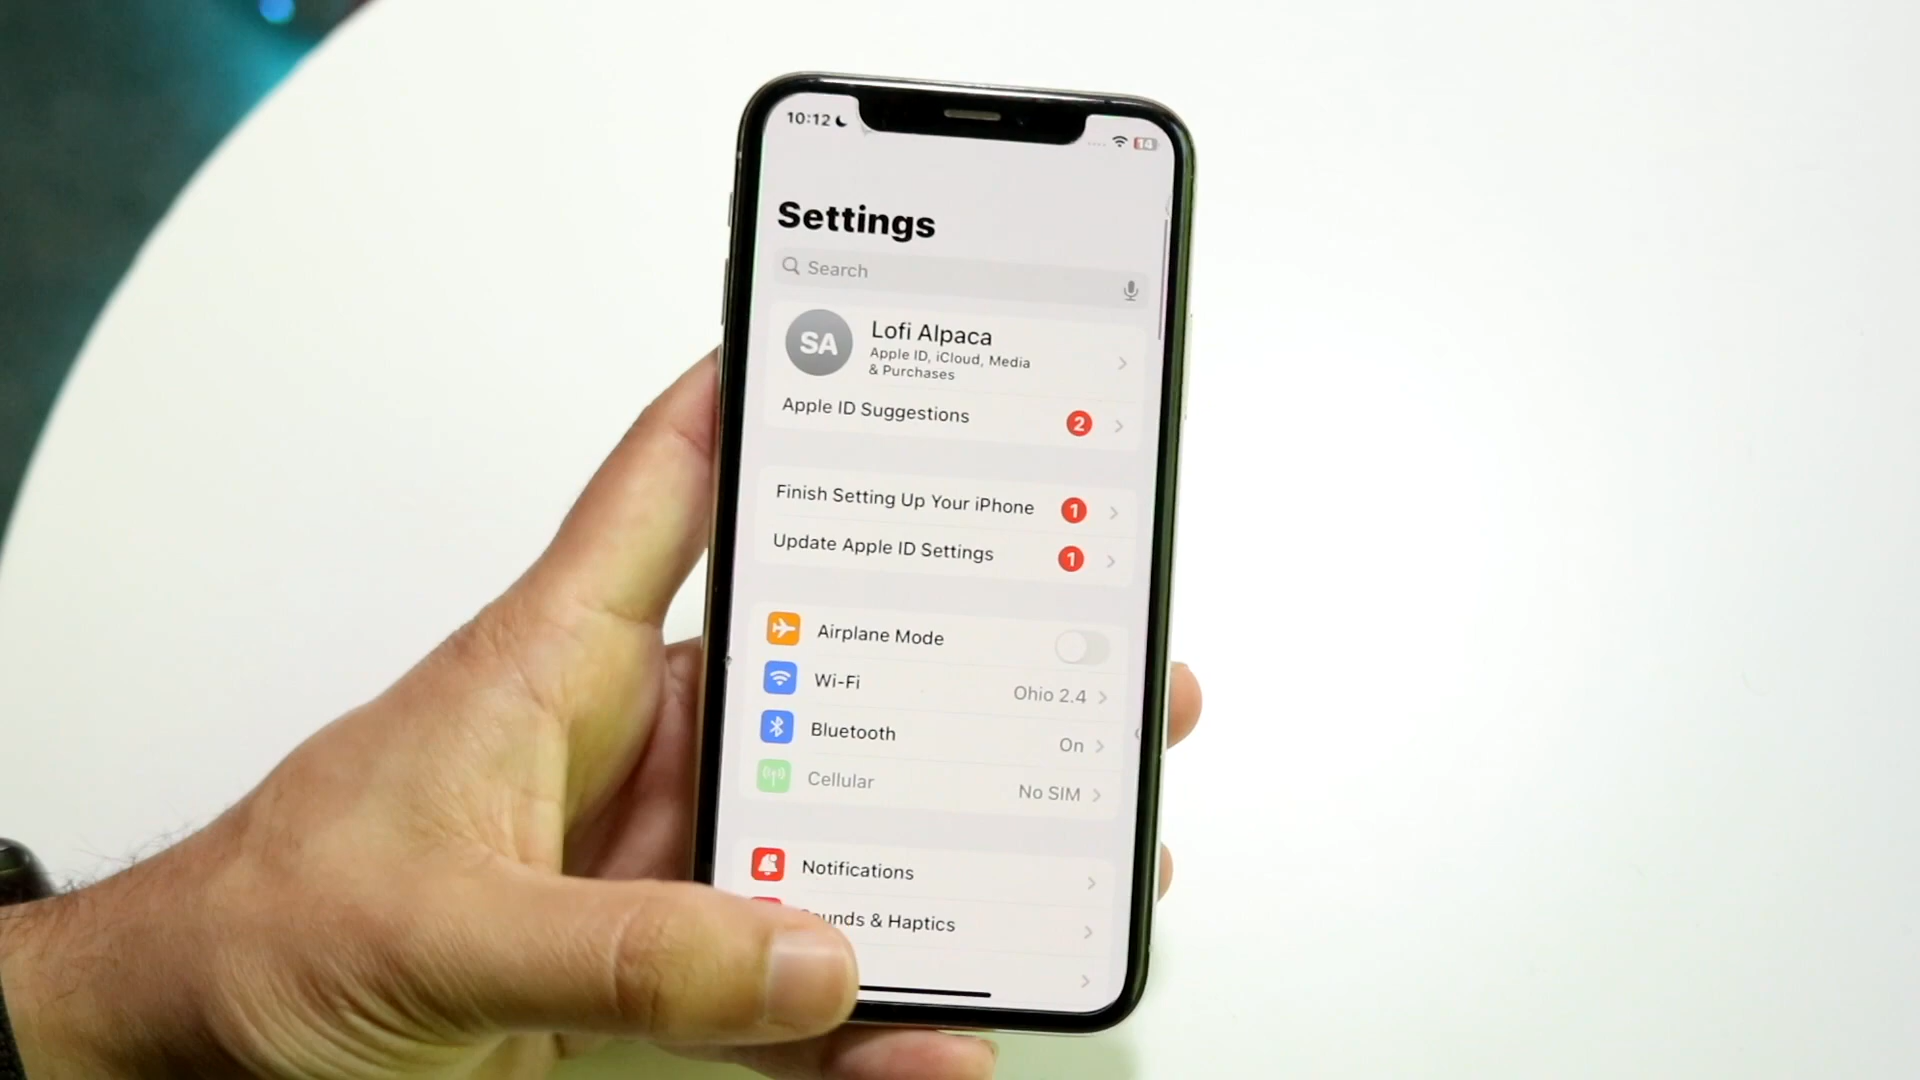 10:12
14
Settings
Search
SA
Lofi Alpaca
Apple ID, iCloud, Media
& Purchases
Apple ID Suggestions 2
Finish Setting Up Your iPhone 1
Update Apple ID Settings 1
Airplane Mode
Wi-Fi Ohio 2.4
Bluetooth On
Cellular No SIM
Notifications
unds & Haptics